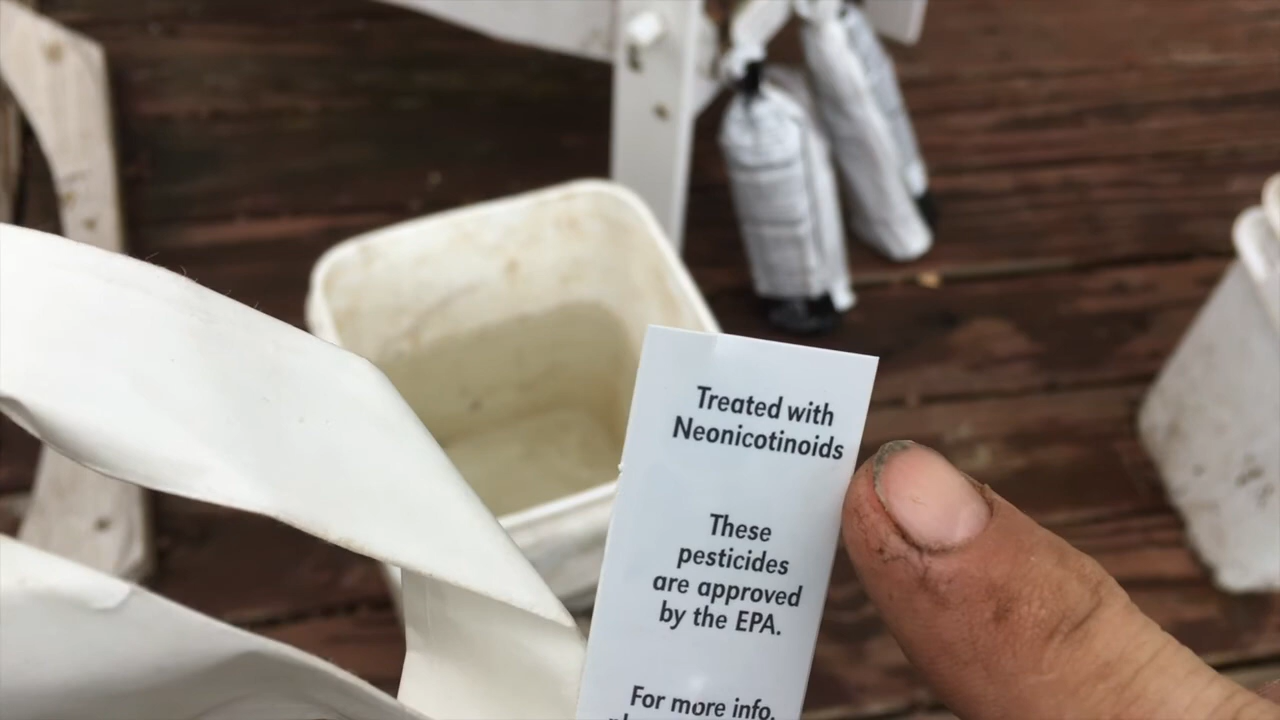 Treated with
Neonicotinoids
These
pesticides
are approved
by the EPA.
For more info,